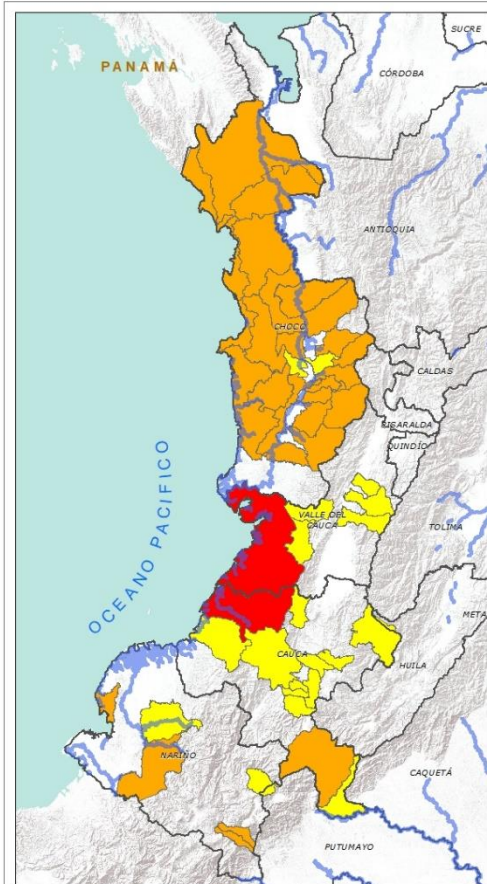 SUCRE
PANAMÁ
CÓRDOBA
ANTIOQUIA
CHOCÓ
CALDAS
RISARALDA
QUINDÍO
OCEANO PACÍFICO
VALLE DEL
CAUCA
TOLIMA
META
CAUCA
HUILA
NARIÑO
CAQUETÁ
PUTUMAYO